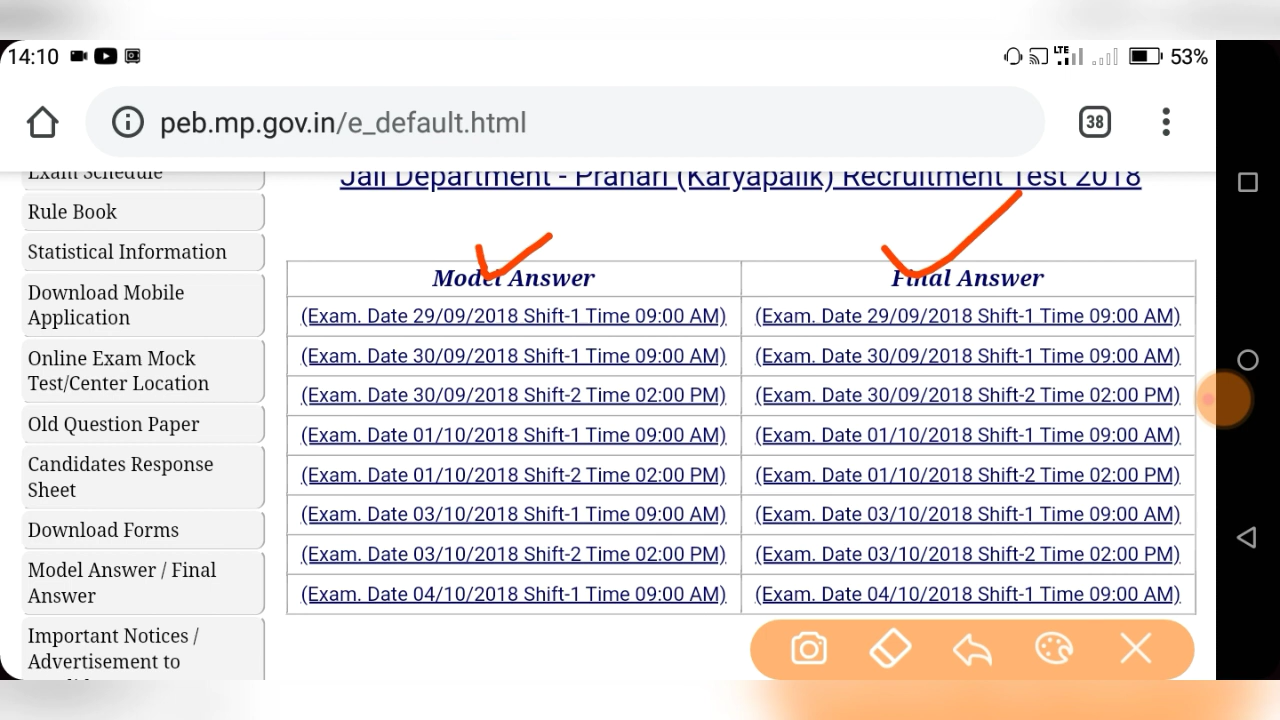 14:10
LTE
53%
peb.mp.gov.in/e_default.html
38
Exam Schedule
Jail Department - Prahari (Karyapalik) Recruitment Test 2018
Rule Book
Statistical Information
Download Mobile
Application
Online Exam Mock
Test/Center Location
Old Question Paper
Candidates Response
Sheet
Download Forms
Model Answer / Final
Answer
Important Notices /
Advertisement to
Model Answer Final Answer
(Exam. Date 29/09/2018 Shift-1 Time 09:00 AM) (Exam. Date 29/09/2018 Shift-1 Time 09:00 AM)
(Exam. Date 30/09/2018 Shift-1 Time 09:00 AM) (Exam. Date 30/09/2018 Shift-1 Time 09:00 AM)
(Exam. Date 30/09/2018 Shift-2 Time 02:00 PM) (Exam. Date 30/09/2018 Shift-2 Time 02:00 PM)
(Exam. Date 01/10/2018 Shift-1 Time 09:00 AM) (Exam. Date 01/10/2018 Shift-1 Time 09:00 AM)
(Exam. Date 01/10/2018 Shift-2 Time 02:00 PM) (Exam. Date 01/10/2018 Shift-2 Time 02:00 PM)
(Exam. Date 03/10/2018 Shift-1 Time 09:00 AM) (Exam. Date 03/10/2018 Shift-1 Time 09:00 AM)
(Exam. Date 03/10/2018 Shift-2 Time 02:00 PM) (Exam. Date 03/10/2018 Shift-2 Time 02:00 PM)
(Exam. Date 04/10/2018 Shift-1 Time 09:00 AM) (Exam. Date 04/10/2018 Shift-1 Time 09:00 AM)